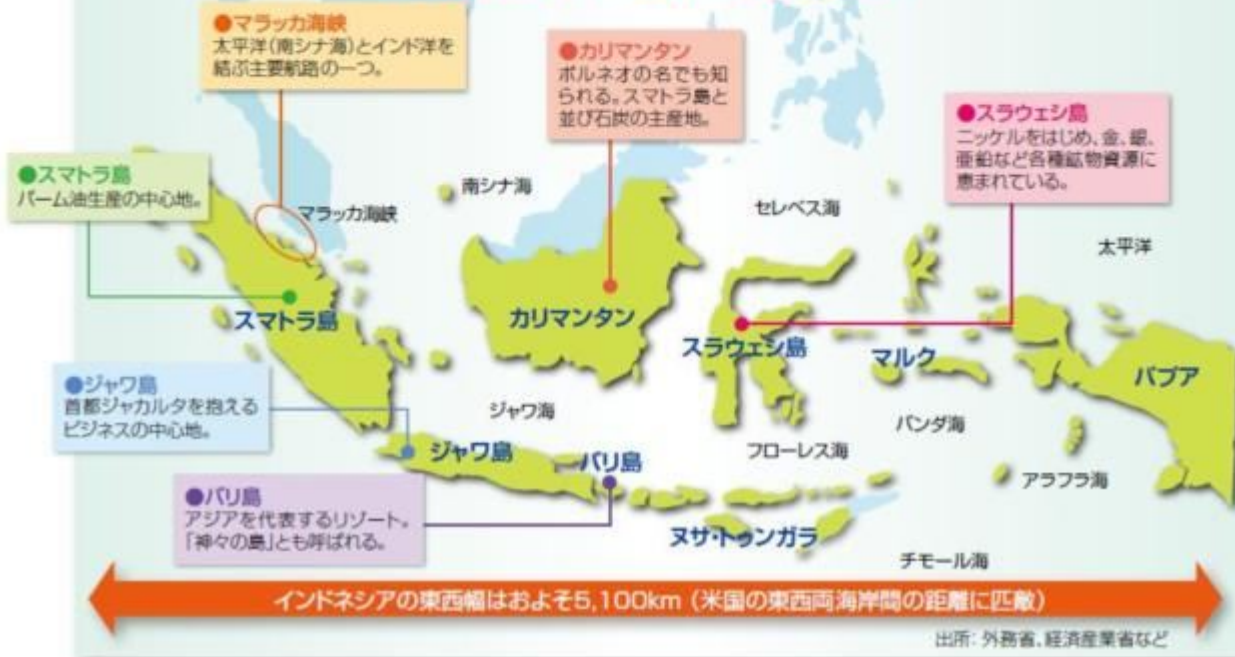 ●マラッカ海峡
太平洋(南シナ海)とインド洋を
結ぶ主要航路の一つ。
●カリマンタン
ボルネオの名でも知
られる。スマトラ島と
並び石炭の主産地。
●スラウェシ島
ニッケルをはじめ、金、銀、
亜鉛など各種鉱物資源に
恵まれている。
●スマトラ島
パーム油生産の中心地。
南シナ海
マラッカ海峡
セレベス海
太平洋
スマトラ島
カリマンタン
スラウェシ島
マルク
パプア
●ジャワ島
首都ジャカルタを抱える
ビジネスの中心地。
ジャワ海
バンダ海
フローレス海
ジャワ島
バリ島
アラフラ海
●バリ島
アジアを代表するリゾート。
「神々の島」とも呼ばれる。
ヌサ・トゥンガラ
チモール海
インドネシアの東西幅はおよそ5,100km (米国の東西両海岸間の距離に匹敵)
出所: 外務省、経済産業省など